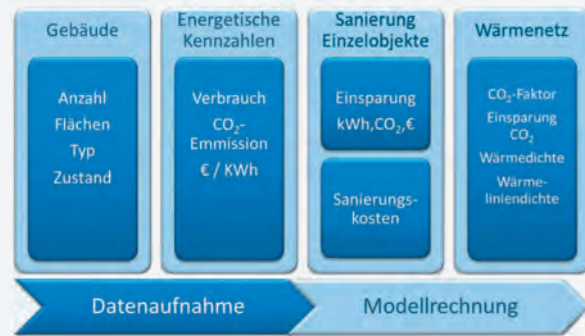 Gebäude
Anzahl
Flächen
Typ
Zustand
Energetische
Kennzahlen
Verbrauch
CO₂-
Emmission
€ / KWh
Sanierung
Einzelobjekte
Einsparung
kWh,CO₂,€
Sanierungs-
kosten
Wärmenetz
CO₂-Faktor
Einsparung
CO₂
Wärmedichte
Wärme-
liniendichte
Datenaufnahme
Modellrechnung